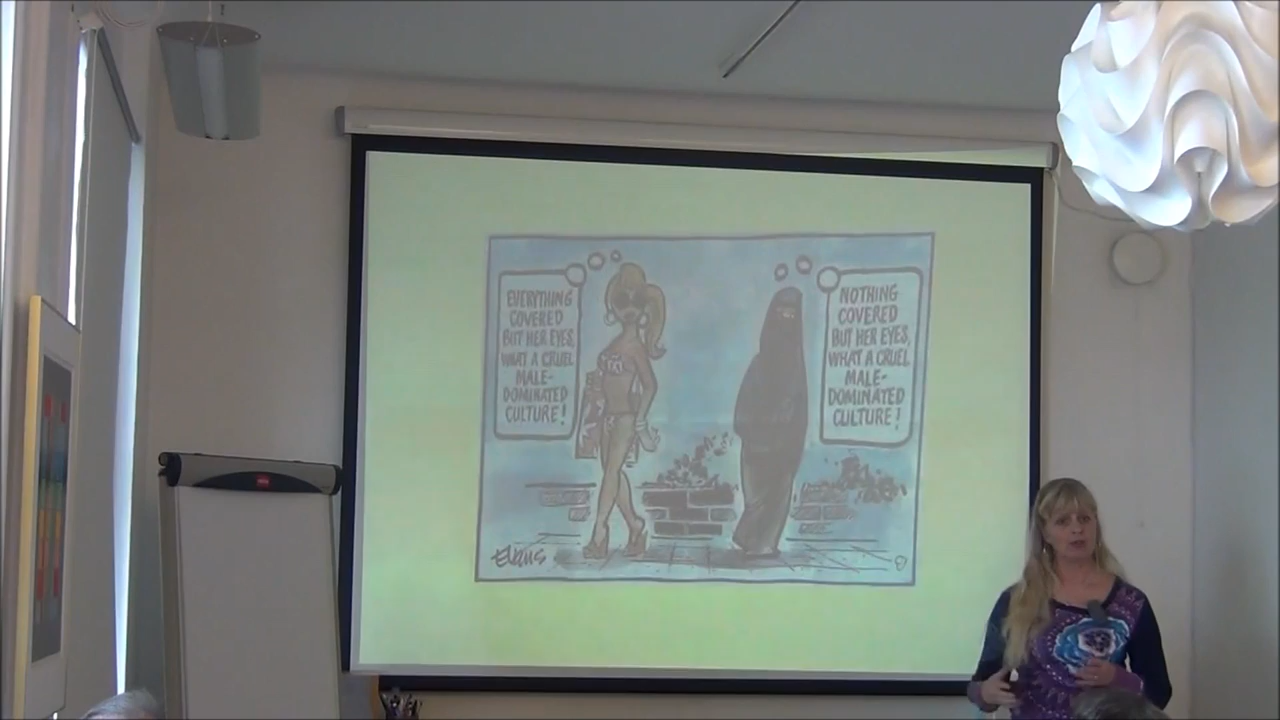 EVERYTHING
COVERED
BUT HER EYES,
WHAT A CRUEL
MALE-
DOMINATED
CULTURE!
NOTHING
COVERED
BUT HER EYES,
WHAT A CRUEL
MALE-
DOMINATED
CULTURE!
Evans